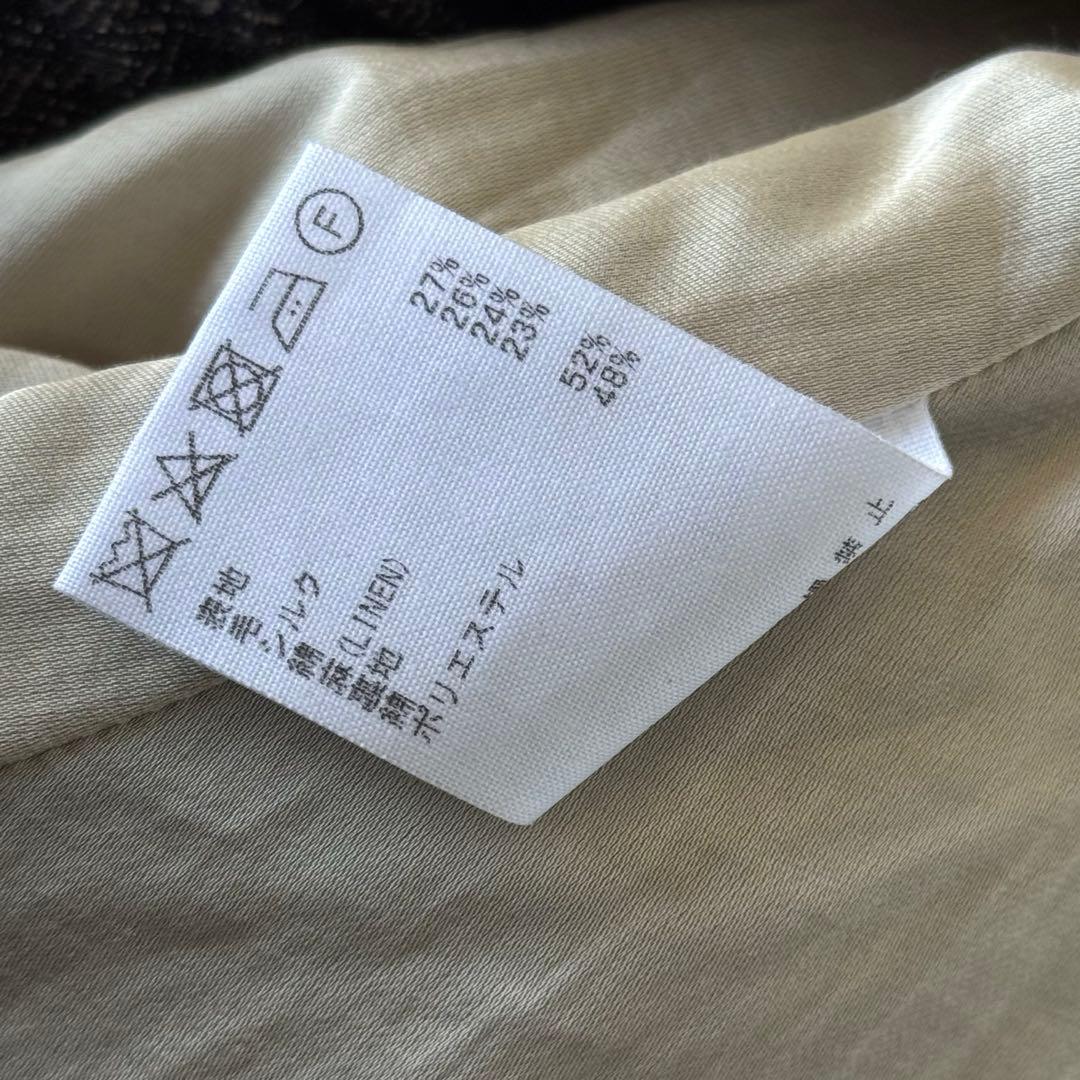 F
表地
毛 27%
シルク 26%
綿 24%
麻(LINEN) 23%
裏地
綿 52%
ポリエステル 48%
禁止